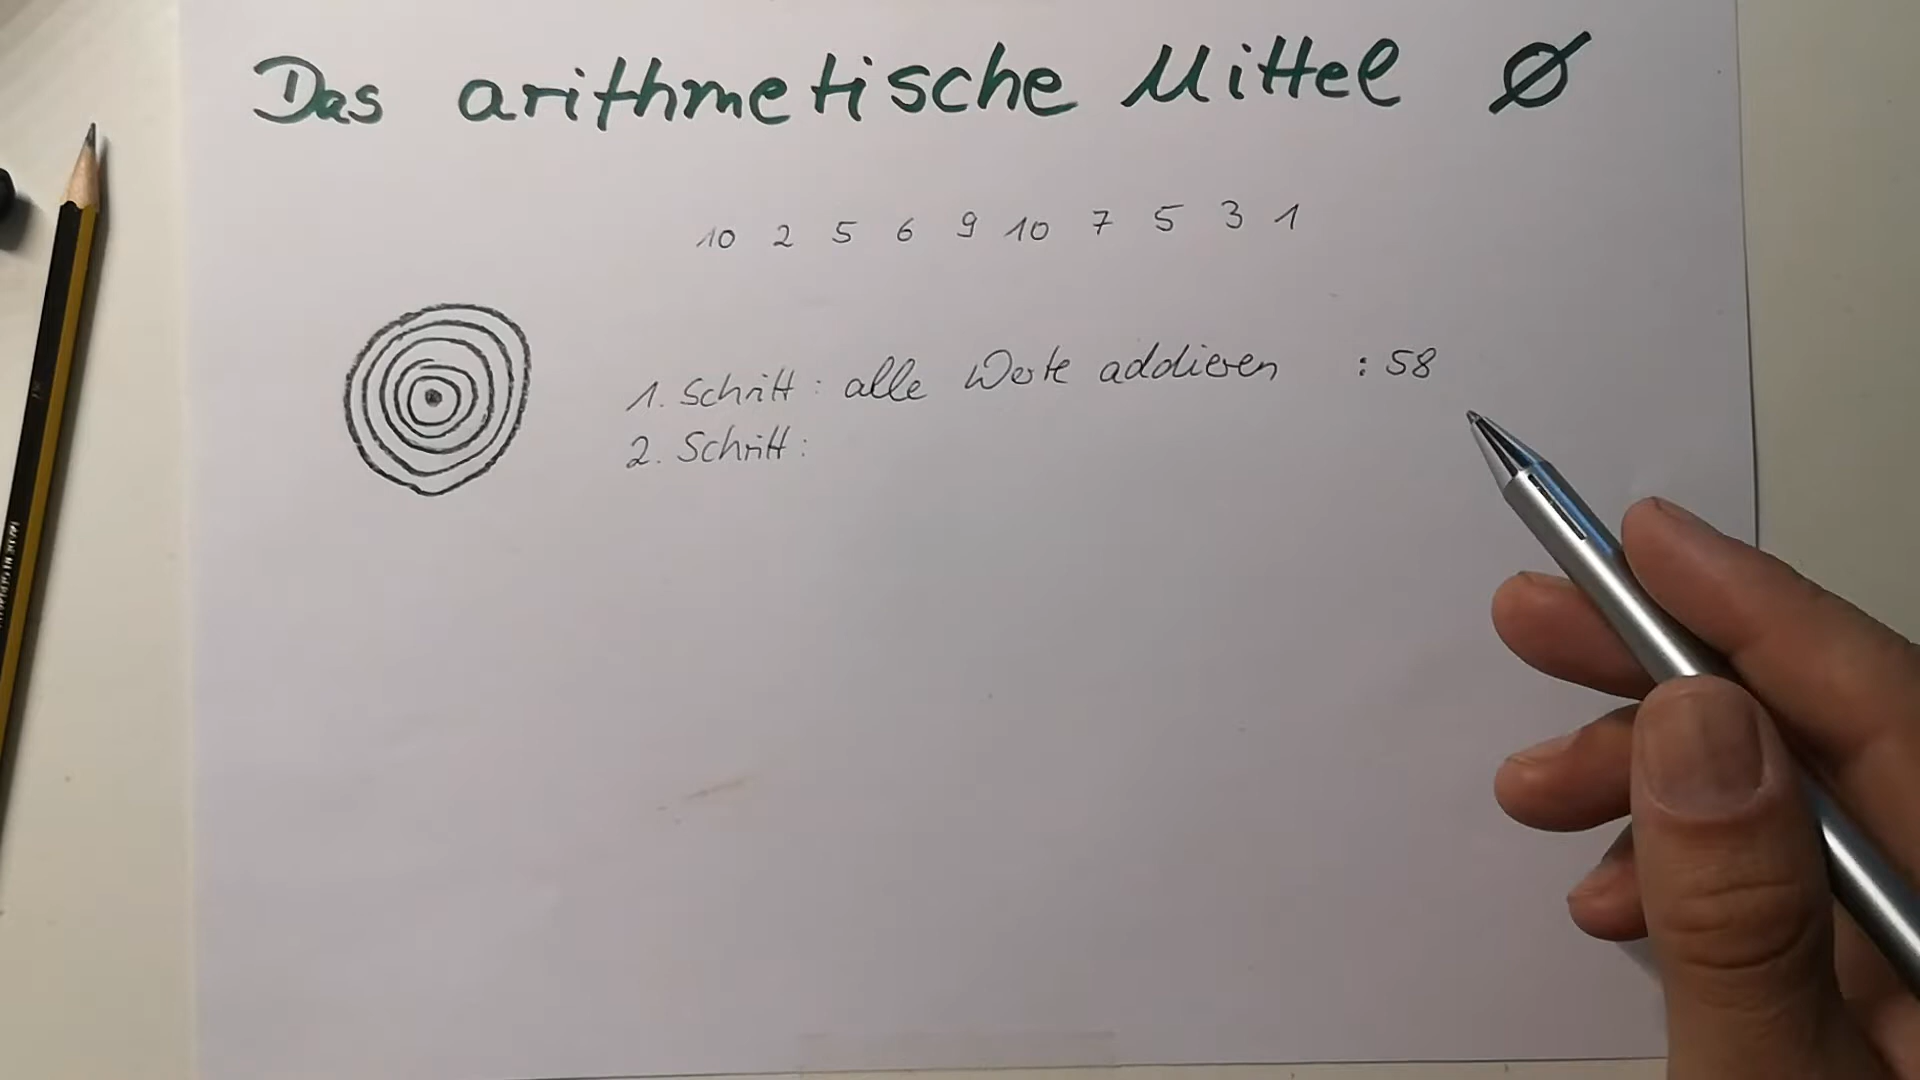 Das arithmetische Mittel Ø
10 2 5 6 9 10 7 5 3 1
1. Schritt: alle Werte addieren : 58
2. Schritt: